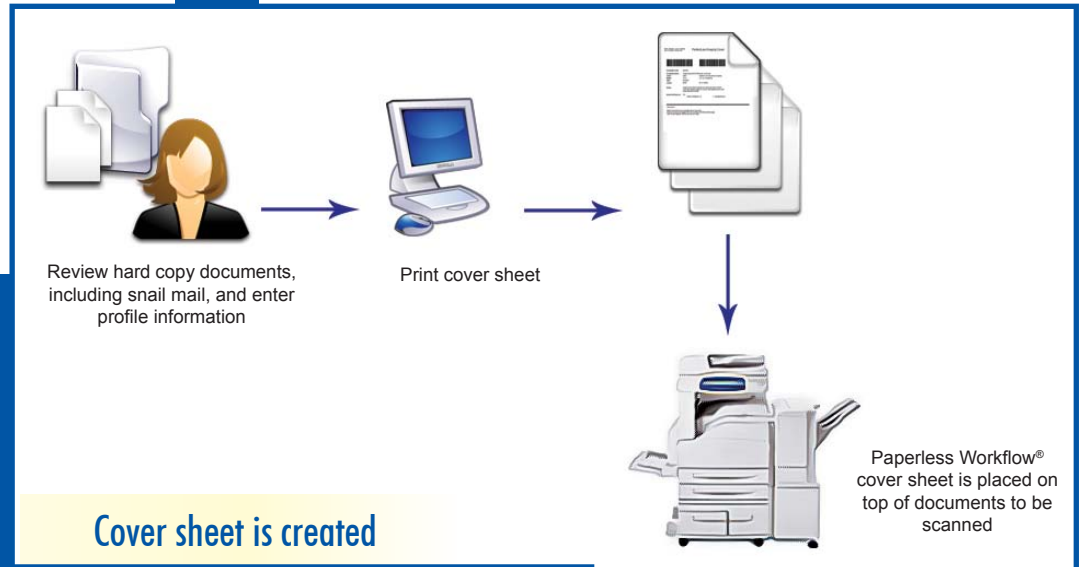 Review hard copy documents,
including snail mail, and enter
profile information
Print cover sheet
Paperless Workflow®
cover sheet is placed on
top of documents to be
scanned
Cover sheet is created